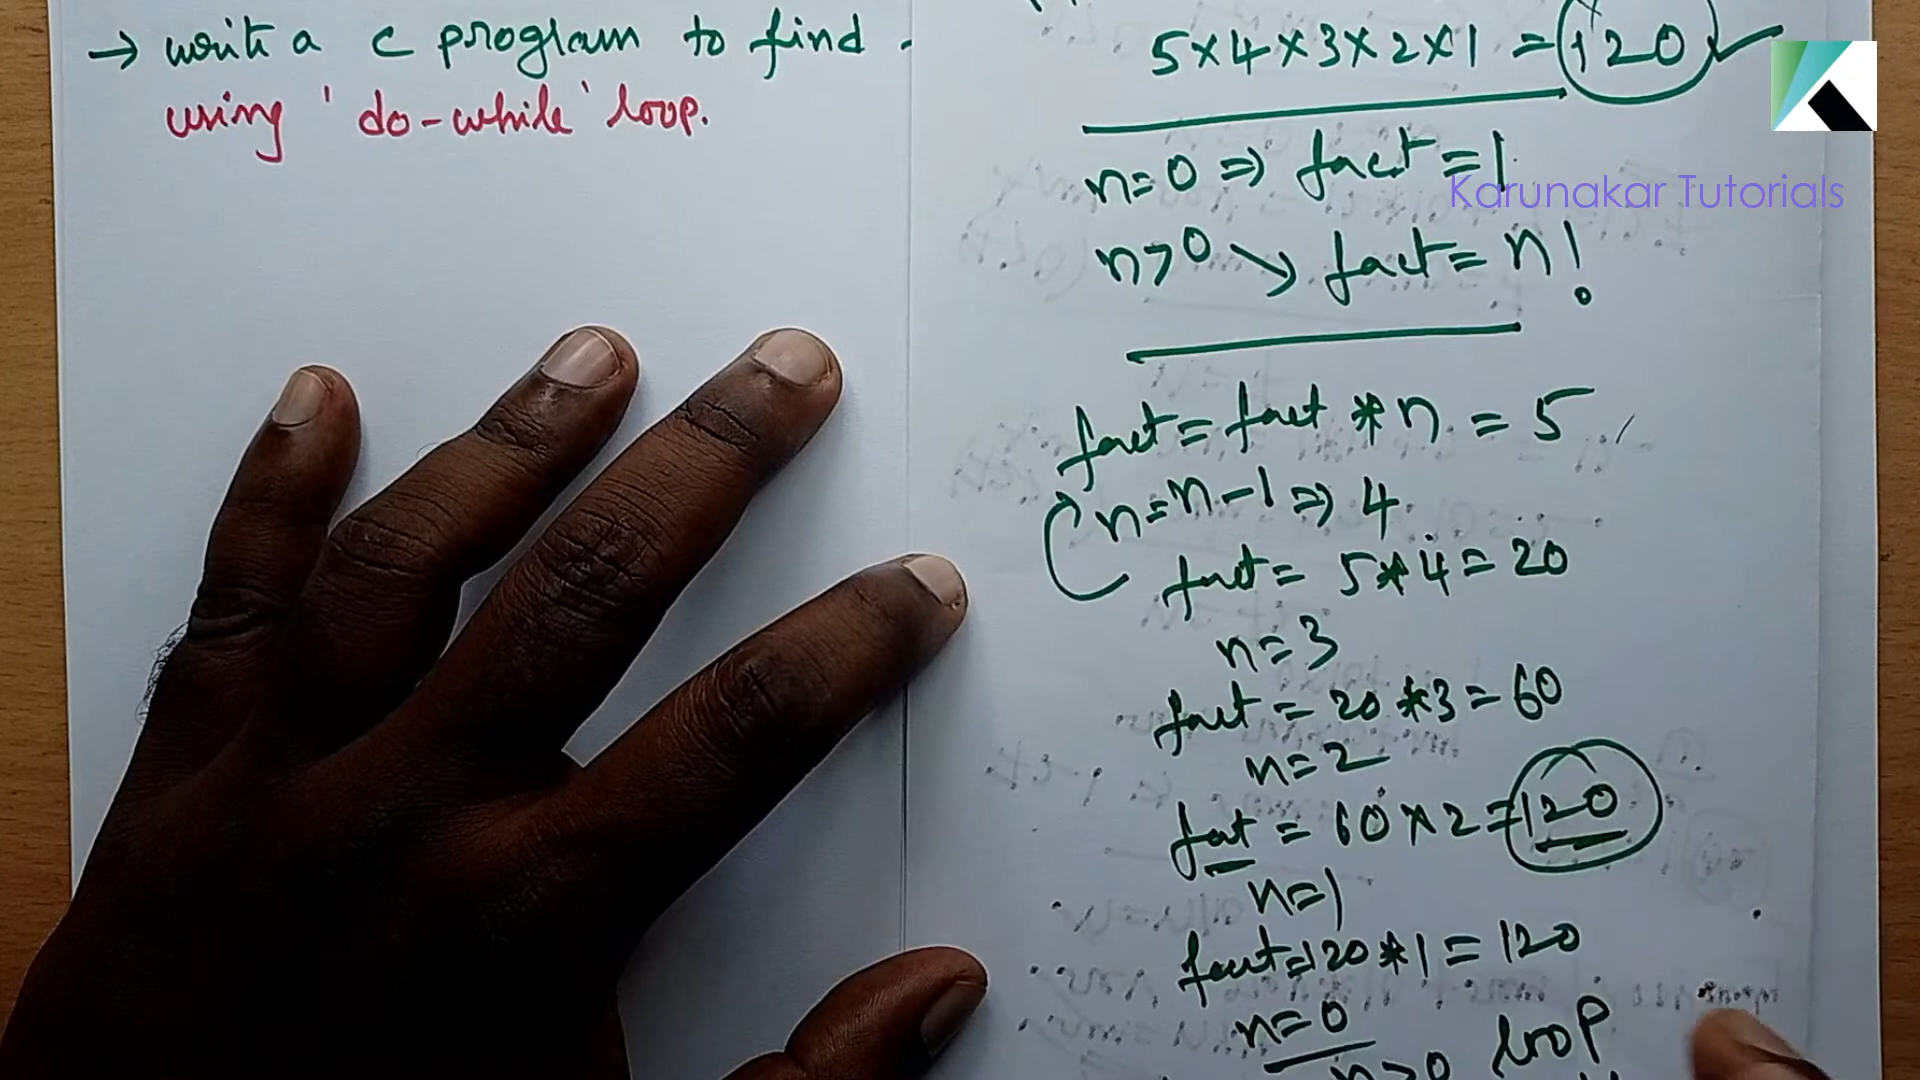 → write a c program to find
using 'do-while' loop.
5×4×3×2×1 = 120 ✓
n=0 ⇒ fact = 1
Karunakar Tutorials
n>0 ↘ fact = n!
fact = fact * n = 5
n=n-1 ⇒ 4
fact = 5*4 = 20
n=3
fact = 20*3 = 60
n=2
fact = 60×2 = 120
n=1
fact=120*1 = 120
n=0
n>0 loop